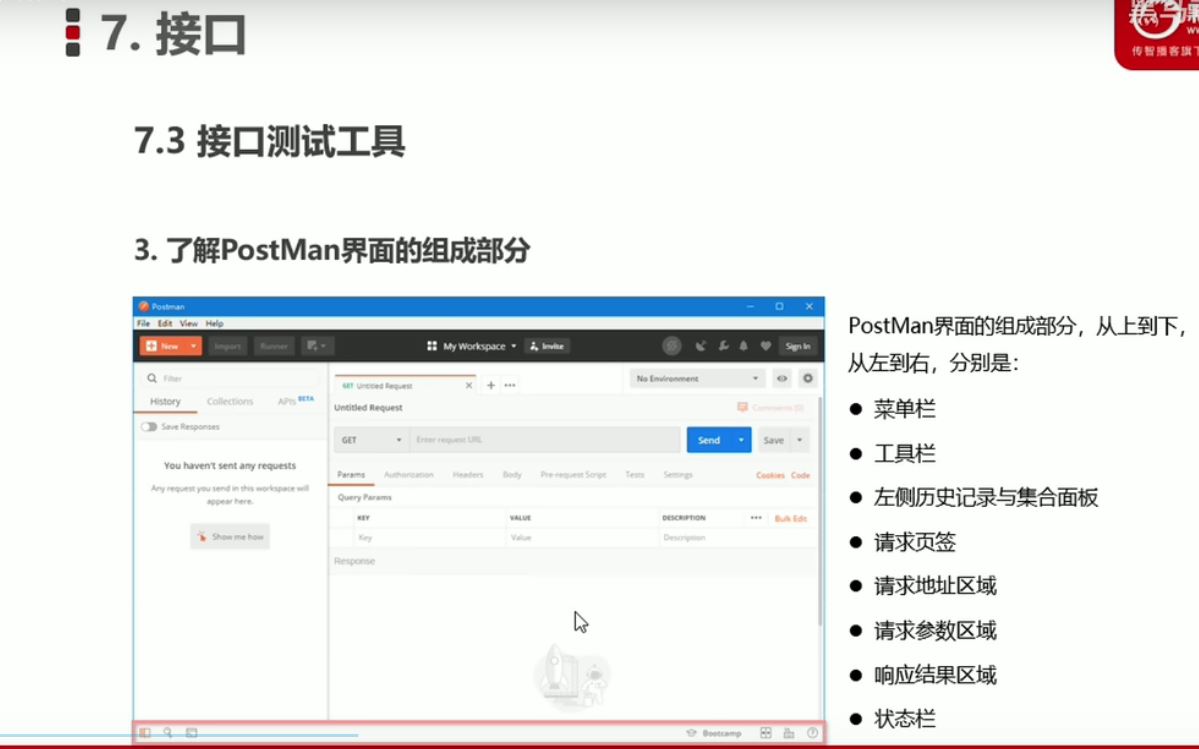 7. 接口
传智播客旗下
7.3 接口测试工具
3. 了解PostMan界面的组成部分
Postman
File Edit View Help
New Import Runner My Workspace Invite Sign In
Filter
GET Untitled Request
No Environment
History Collections APIs BETA
Untitled Request
Comments (0)
Save Responses
GET Enter request URL Send Save
You haven't sent any requests
Any request you send in this workspace will
appear here.
Show me how
Params Authorization Headers Body Pre-request Script Tests Settings Cookies Code
Query Params
KEY VALUE DESCRIPTION Bulk Edit
Key Value Description
Response
Bootcamp
PostMan界面的组成部分，从上到下，
从左到右，分别是：
● 菜单栏
● 工具栏
● 左侧历史记录与集合面板
● 请求页签
● 请求地址区域
● 请求参数区域
● 响应结果区域
● 状态栏